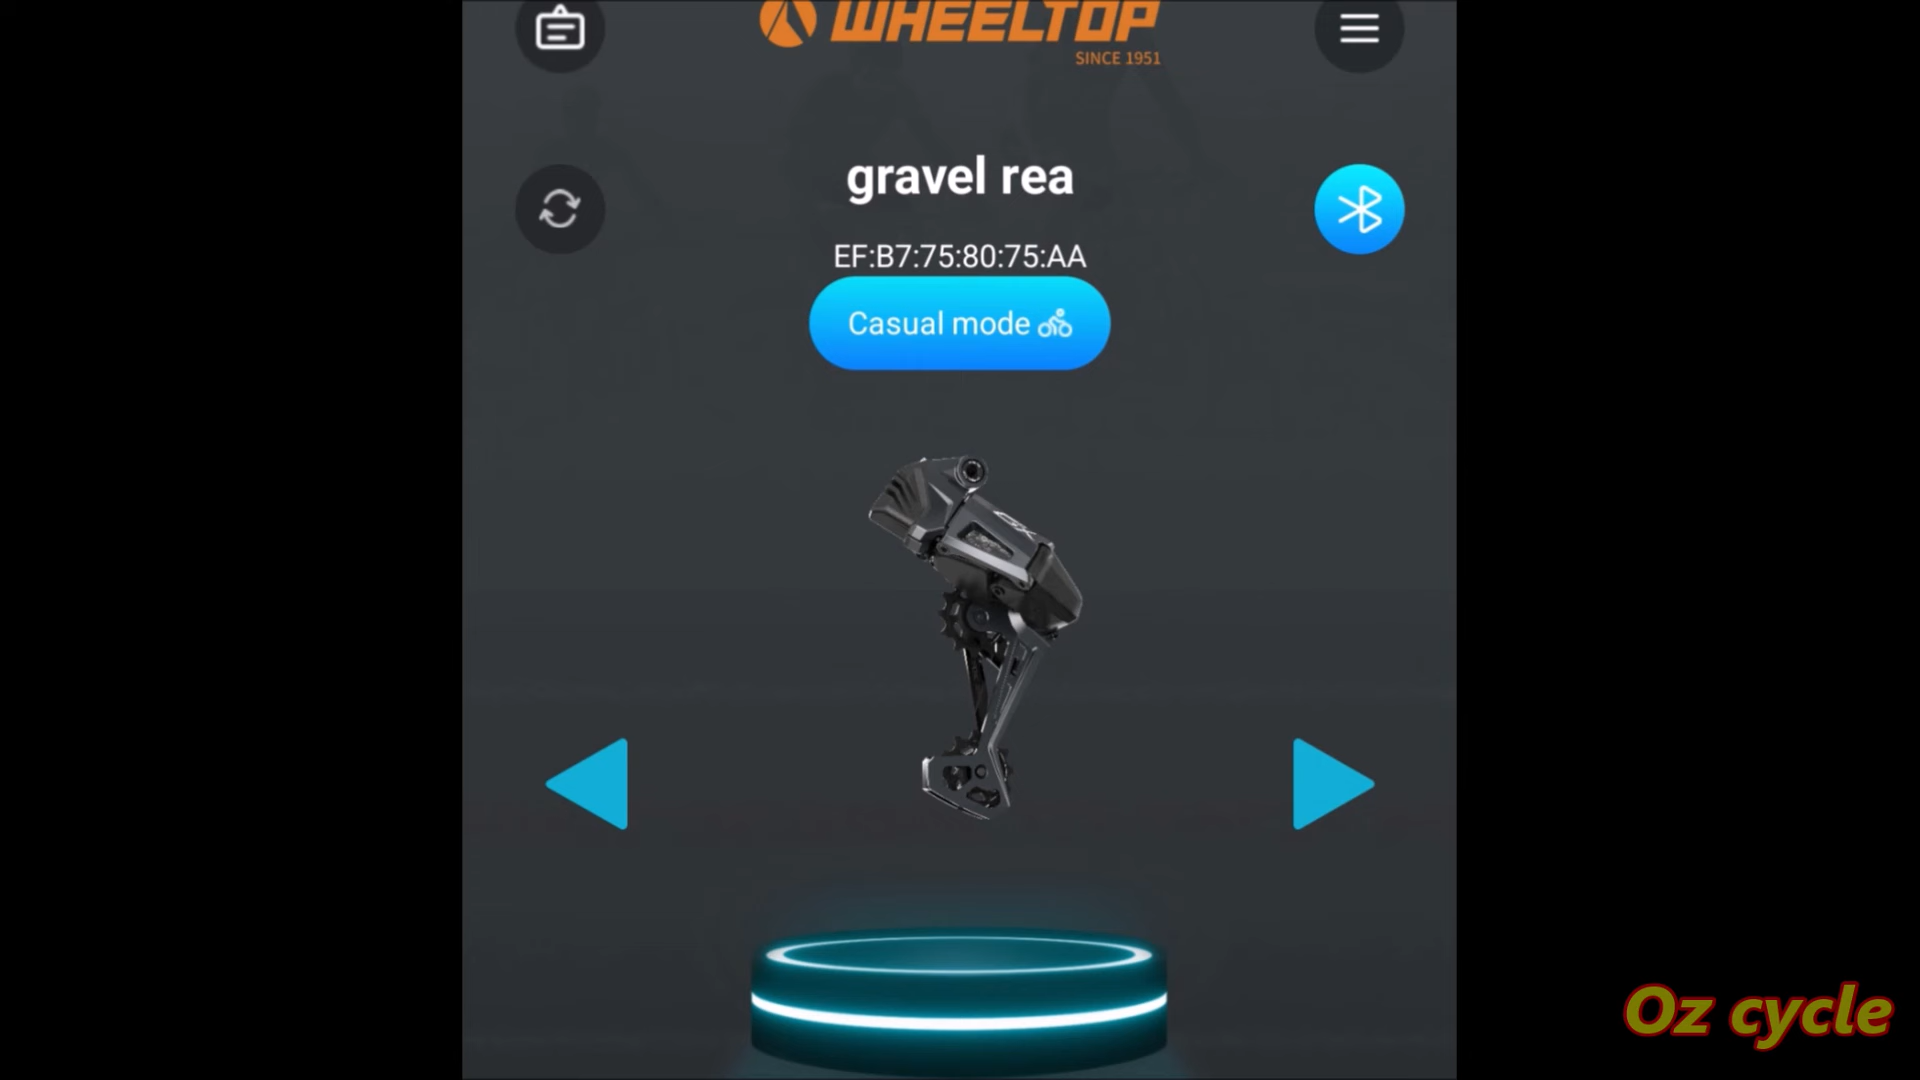 WHEELTOP
SINCE 1951
gravel rea
EF:B7:75:80:75:AA
Casual mode
Oz cycle